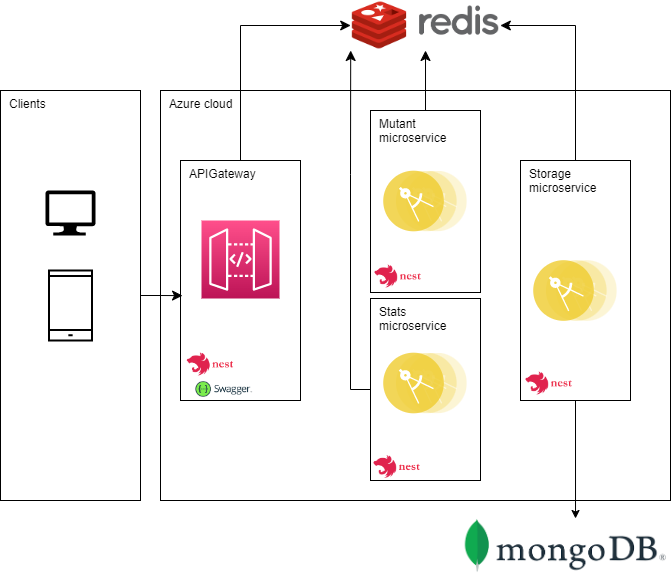 redis
Clients
Azure cloud
APIGateway
</>
nest
Swagger.
Mutant
microservice
nest
Stats
microservice
nest
Storage
microservice
nest
mongoDB®